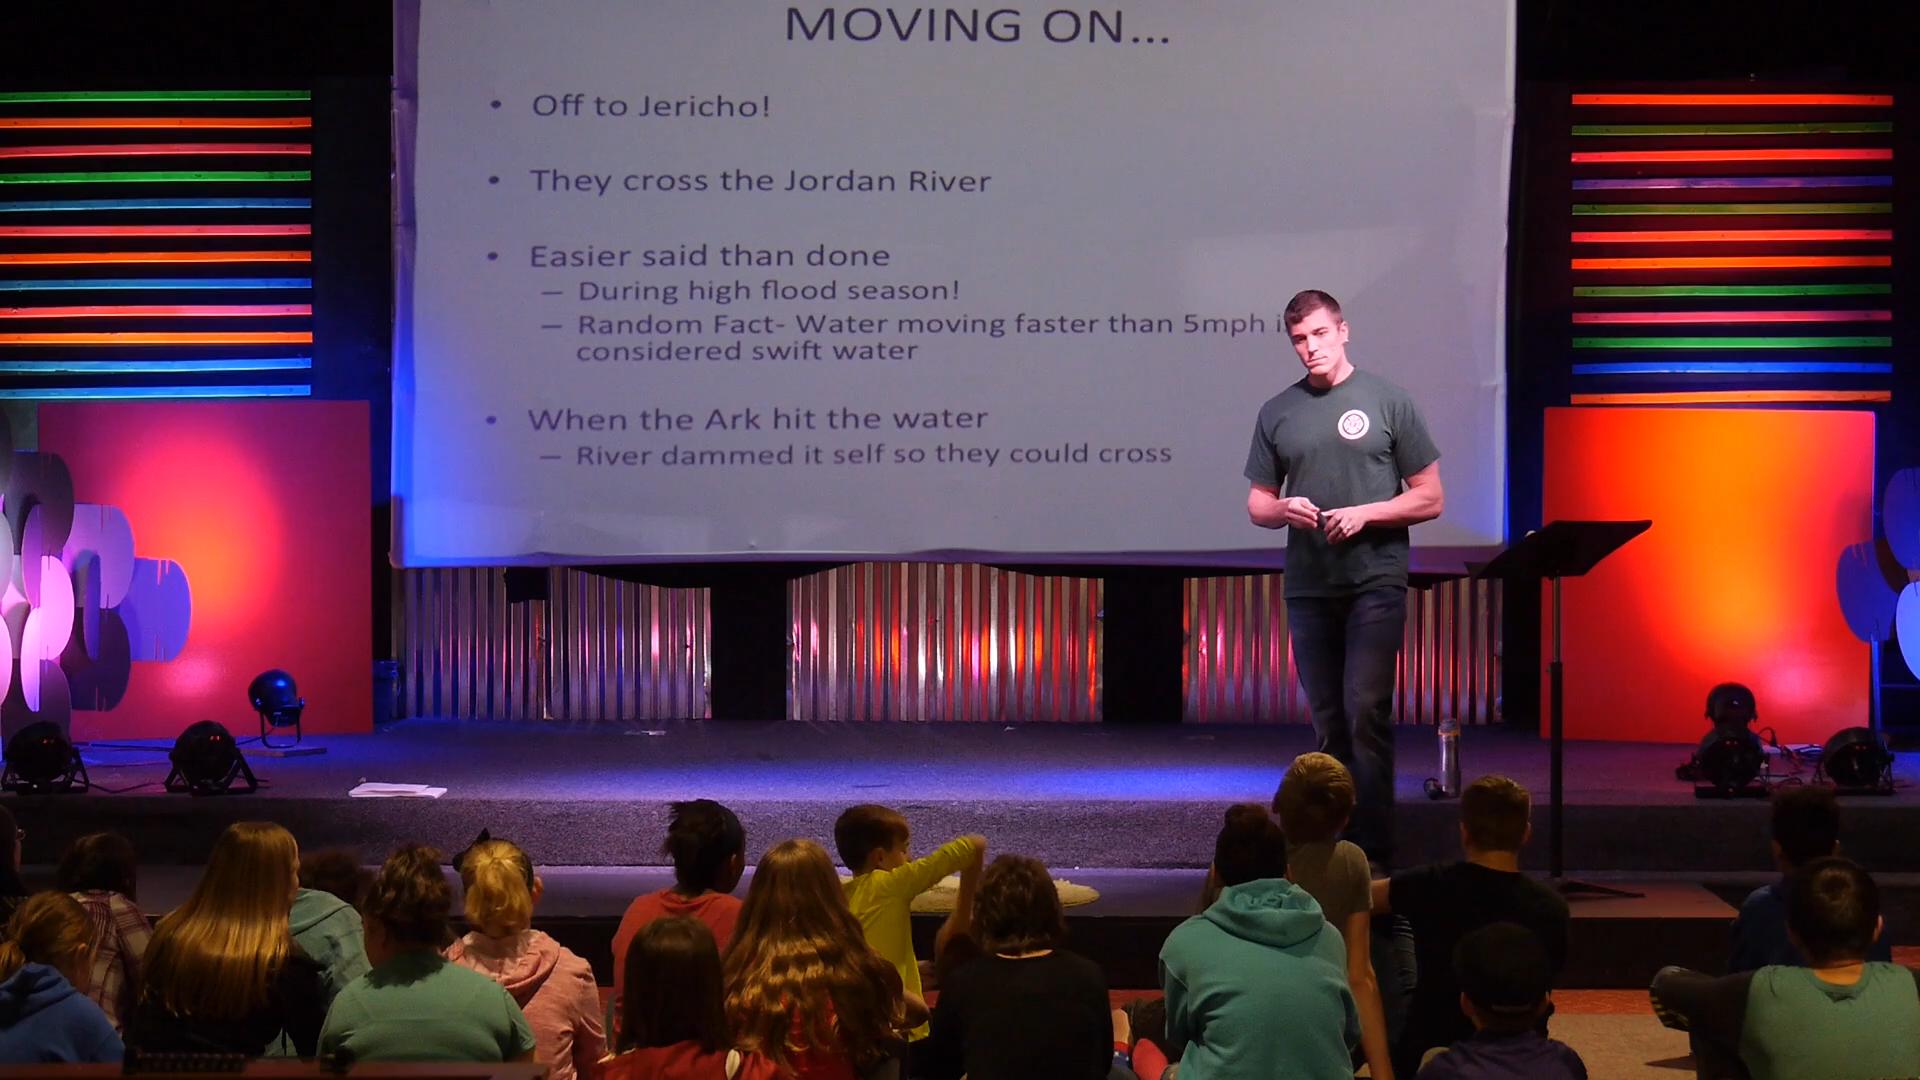 MOVING ON...
• Off to Jericho!
• They cross the Jordan River
• Easier said than done
– During high flood season!
– Random Fact- Water moving faster than 5mph
considered swift water
• When the Ark hit the water
– River dammed it self so they could cross